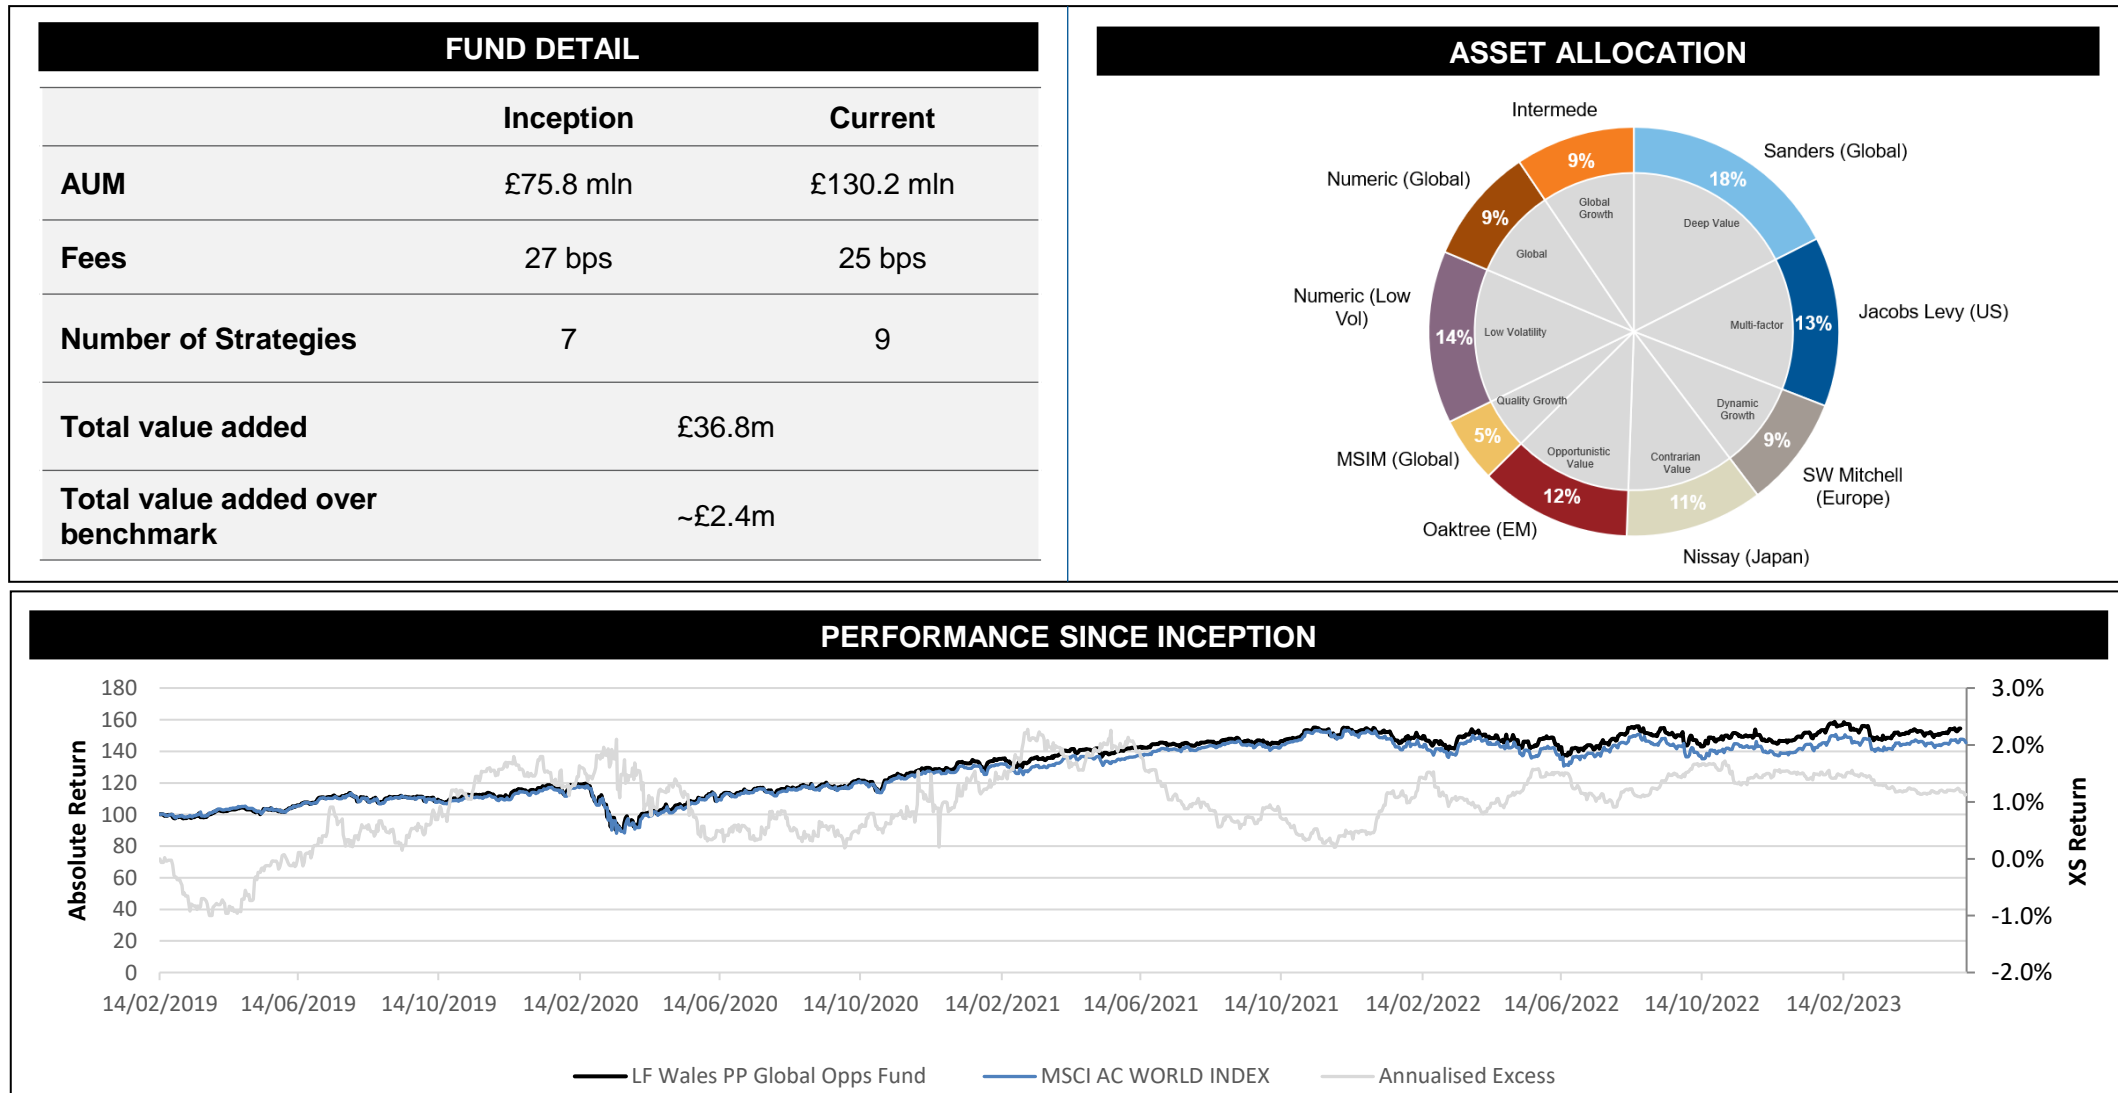 FUND DETAIL
Inception Current
AUM £75.8 mln £130.2 mln
Fees 27 bps 25 bps
Number of Strategies 7 9
Total value added £36.8m
Total value added over
benchmark
~£2.4m
ASSET ALLOCATION
Intermede
9%
Global
Growth
Sanders (Global)
18%
Deep Value
Jacobs Levy (US)
13%
Multi-factor
SW Mitchell
(Europe)
9%
Dynamic
Growth
Nissay (Japan)
11%
Contrarian
Value
Oaktree (EM)
12%
Opportunistic
Value
MSIM (Global)
5%
Quality Growth
Numeric (Low
Vol)
14%
Low Volatility
Numeric (Global)
9%
Global
PERFORMANCE SINCE INCEPTION
Absolute Return
180
160
140
120
100
80
60
40
20
0
3.0%
2.0%
1.0%
0.0%
-1.0%
-2.0%
XS Return
14/02/2019 14/06/2019 14/10/2019 14/02/2020 14/06/2020 14/10/2020 14/02/2021 14/06/2021 14/10/2021 14/02/2022 14/06/2022 14/10/2022 14/02/2023
LF Wales PP Global Opps Fund MSCI AC WORLD INDEX Annualised Excess